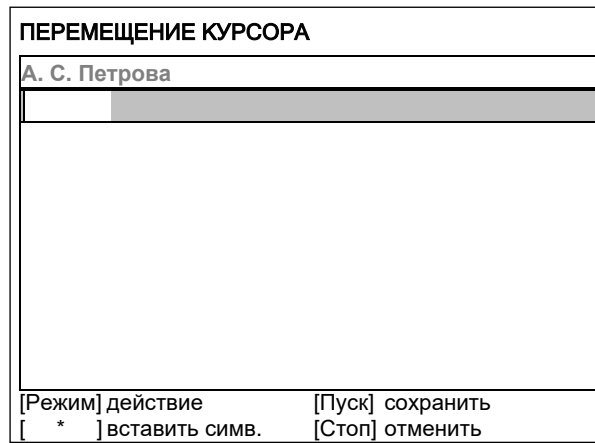 ПЕРЕМЕЩЕНИЕ КУРСОРА
А. С. Петрова
[Режим] действие [Пуск] сохранить
[ * ] вставить симв. [Стоп] отменить